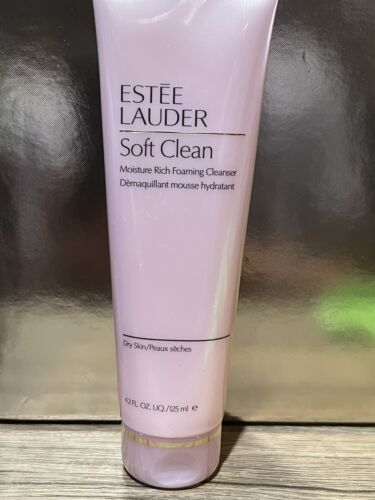 ESTĒE
LAUDER
Soft Clean
Moisture Rich Foaming Cleanser
Démaquillant mousse hydratant
Dry Skin/Peaux sèches
4.2 FL. OZ. LIQ./125 ml ℮